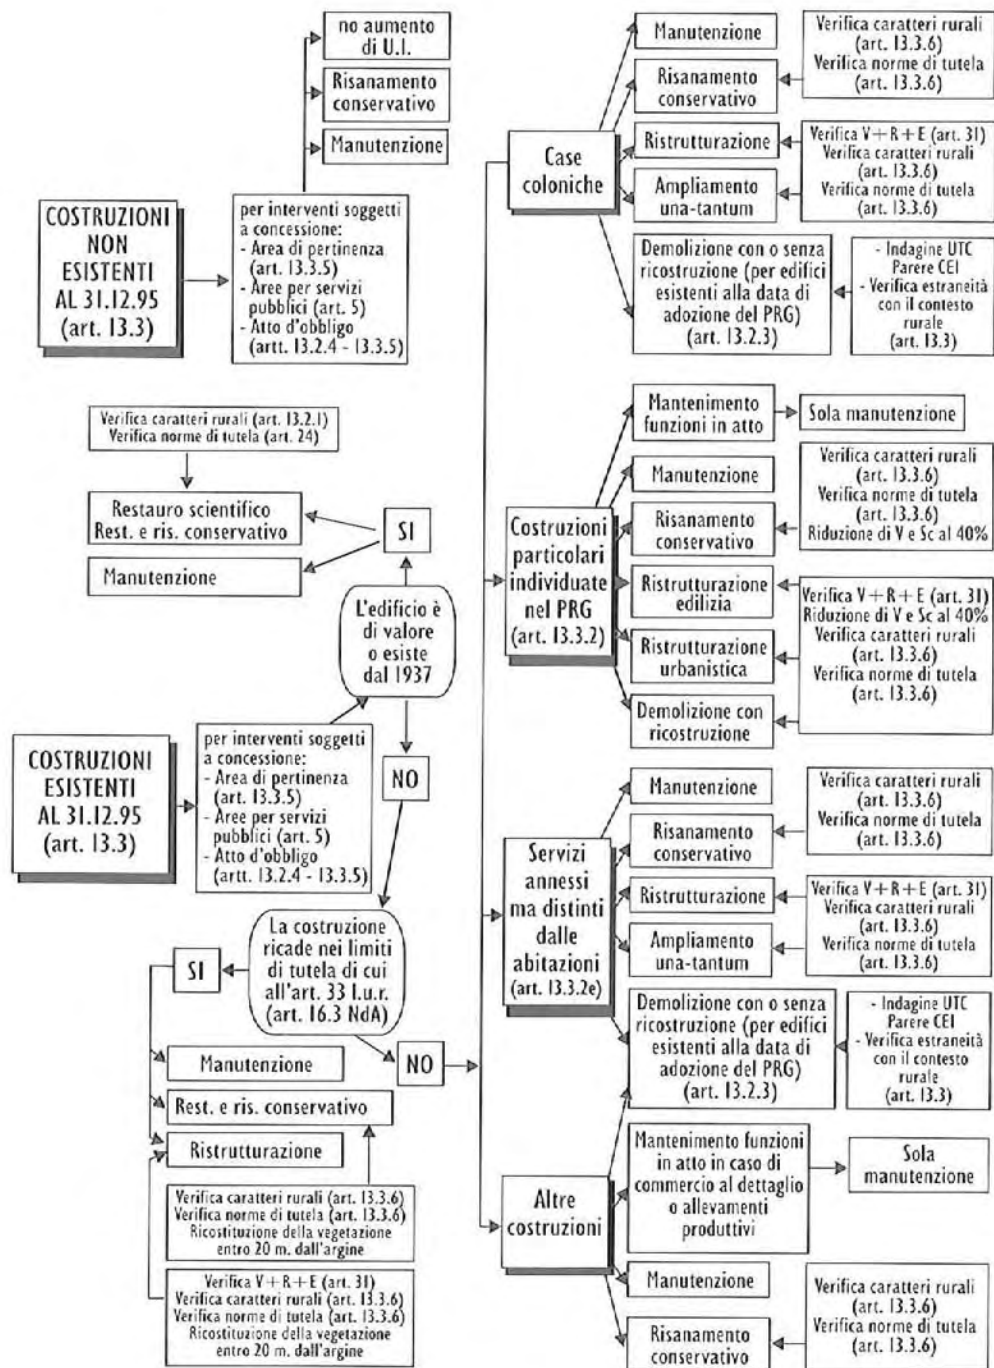 no aumento
di U.I.
Risanamento
conservativo
Manutenzione
COSTRUZIONI
NON
ESISTENTI
AL 31.12.95
(art. 13.3)
per interventi soggetti
a concessione:
- Area di pertinenza
(art. 13.3.5)
- Aree per servizi
pubblici (art. 5)
- Atto d'obbligo
(artt. 13.2.4 - 13.3.5)
Verifica caratteri rurali (art. 13.2.1)
Verifica norme di tutela (art. 24)
Restauro scientifico
Rest. e ris. conservativo
Manutenzione
SI
L'edificio è
di valore
o esiste
dal 1937
NO
COSTRUZIONI
ESISTENTI
AL 31.12.95
(art. 13.3)
per interventi soggetti
a concessione:
- Area di pertinenza
(art. 13.3.5)
- Aree per servizi
pubblici (art. 5)
- Atto d'obbligo
(artt. 13.2.4 - 13.3.5)
La costruzione
ricade nei limiti
di tutela di cui
all'art. 33 l.u.r.
(art. 16.3 NdA)
SI
NO
Manutenzione
Rest. e ris. conservativo
Ristrutturazione
Verifica caratteri rurali (art. 13.3.6)
Verifica norme di tutela (art. 13.3.6)
Ricostituzione della vegetazione
entro 20 m. dall'argine
Verifica V+R+E (art. 31)
Verifica caratteri rurali (art. 13.3.6)
Verifica norme di tutela (art. 13.3.6)
Ricostituzione della vegetazione
entro 20 m. dall'argine
Case
coloniche
Manutenzione
Risanamento
conservativo
Verifica caratteri rurali
(art. 13.3.6)
Verifica norme di tutela
(art. 13.3.6)
Ristrutturazione
Ampliamento
una-tantum
Verifica V+R+E (art. 31)
Verifica caratteri rurali
(art. 13.3.6)
Verifica norme di tutela
(art. 13.3.6)
Demolizione con o senza
ricostruzione (per edifici
esistenti alla data di
adozione del PRG)
(art. 13.2.3)
- Indagine UTC
Parere CEI
- Verifica estraneità
con il contesto
rurale
(art. 13.3)
Costruzioni
particolari
individuate
nel PRG
(art. 13.3.2)
Mantenimento
funzioni in atto
Sola manutenzione
Manutenzione
Risanamento
conservativo
Verifica caratteri rurali
(art. 13.3.6)
Verifica norme di tutela
(art. 13.3.6)
Riduzione di V e Sc al 40%
Ristrutturazione
edilizia
Ristrutturazione
urbanistica
Demolizione con
ricostruzione
Verifica V+R+E (art. 31)
Riduzione di V e Sc al 40%
Verifica caratteri rurali
(art. 13.3.6)
Verifica norme di tutela
(art. 13.3.6)
Servizi
annessi
ma distinti
dalle
abitazioni
(art. 13.3.2e)
Manutenzione
Risanamento
conservativo
Verifica caratteri rurali
(art. 13.3.6)
Verifica norme di tutela
(art. 13.3.6)
Ristrutturazione
Ampliamento
una-tantum
Verifica V+R+E (art. 31)
Verifica caratteri rurali
(art. 13.3.6)
Verifica norme di tutela
(art. 13.3.6)
Demolizione con o senza
ricostruzione (per edifici
esistenti alla data di
adozione del PRG)
(art. 13.2.3)
- Indagine UTC
Parere CEI
- Verifica estraneità
con il contesto
rurale
(art. 13.3)
Altre
costruzioni
Mantenimento funzioni
in atto in caso di
commercio al dettaglio
o allevamenti
produttivi
Sola
manutenzione
Manutenzione
Risanamento
conservativo
Verifica caratteri rurali
(art. 13.3.6)
Verifica norme di tutela
(art. 13.3.6)